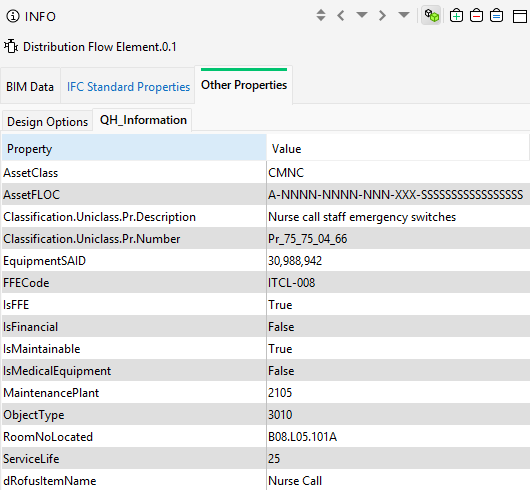 INFO
Distribution Flow Element.0.1
BIM Data IFC Standard Properties Other Properties
Design Options QH_Information
Property Value
AssetClass CMNC
AssetFLOC A-NNNN-NNNN-NNN-XXX-SSSSSSSSSSSSSSSSS
Classification.Uniclass.Pr.Description Nurse call staff emergency switches
Classification.Uniclass.Pr.Number Pr_75_75_04_66
EquipmentSAID 30,988,942
FFECode ITCL-008
IsFFE True
IsFinancial False
IsMaintainable True
IsMedicalEquipment False
MaintenancePlant 2105
ObjectType 3010
RoomNoLocated B08.L05.101A
ServiceLife 25
dRofusItemName Nurse Call